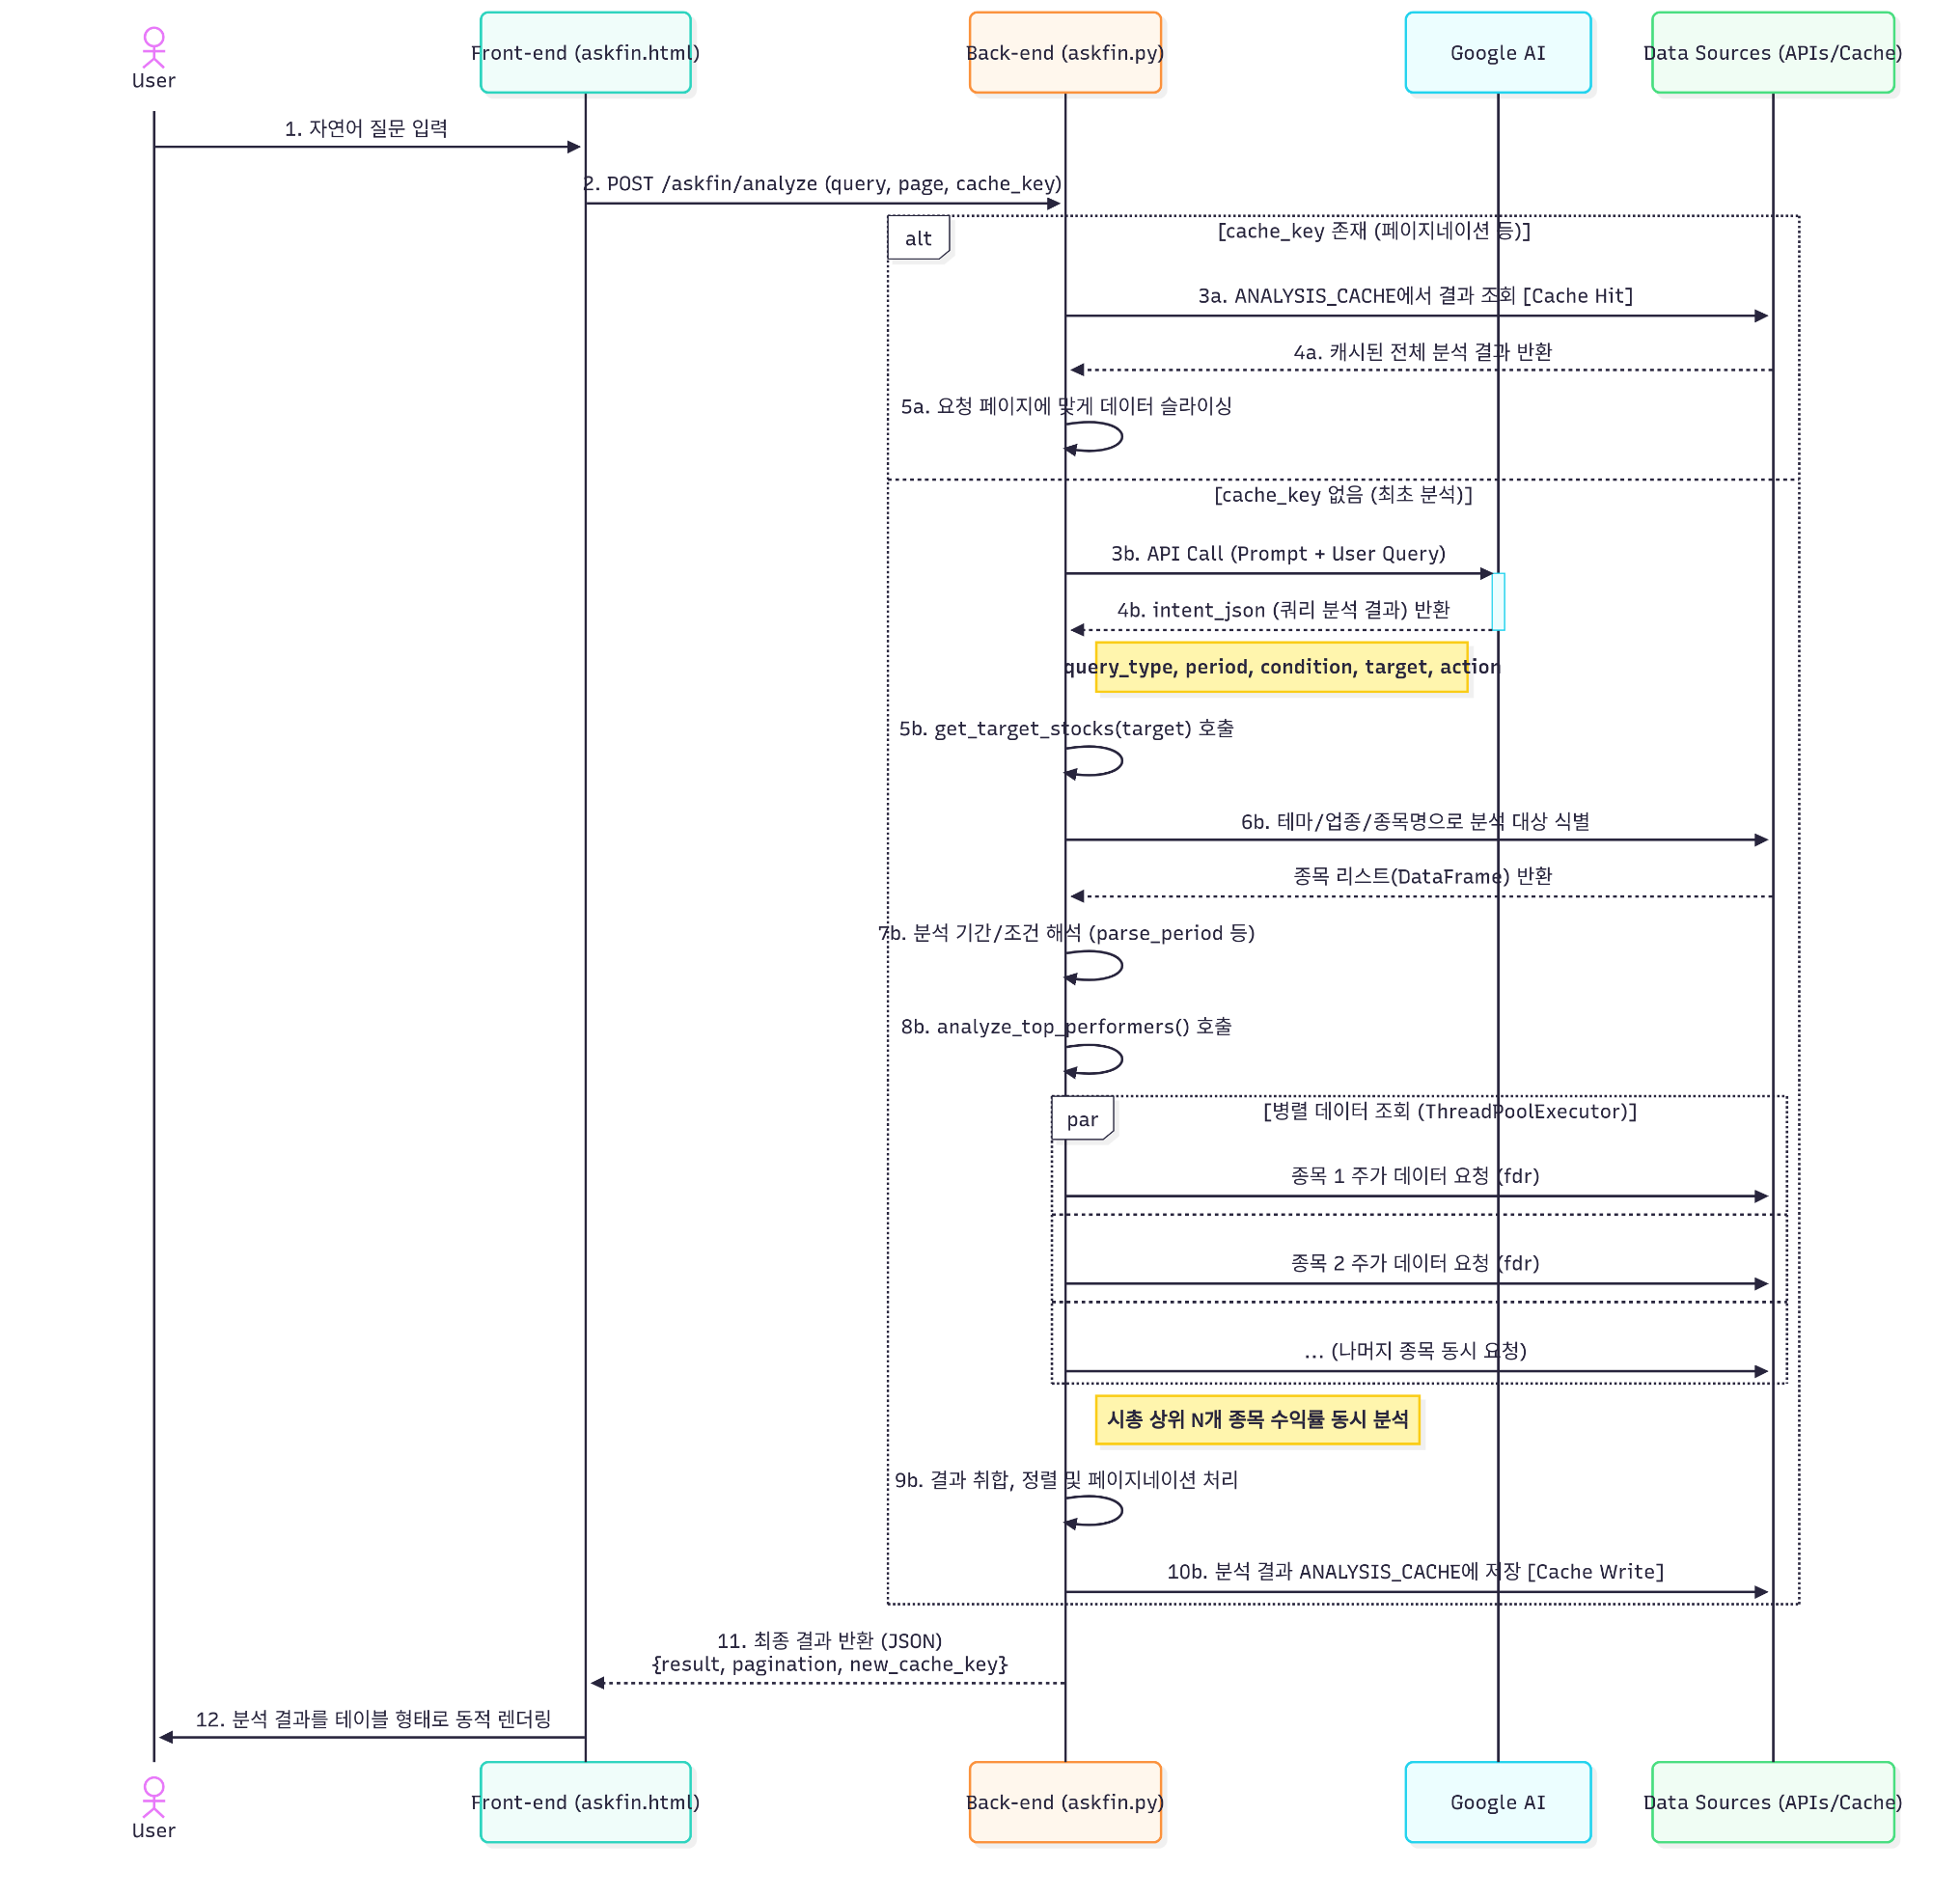 User
Front-end (askfin.html)
Back-end (askfin.py)
Google AI
Data Sources (APIs/Cache)
1. 자연어 질문 입력
2. POST /askfin/analyze (query, page, cache_key)
alt
[cache_key 존재 (페이지네이션 등)]
3a. ANALYSIS_CACHE에서 결과 조회 [Cache Hit]
4a. 캐시된 전체 분석 결과 반환
5a. 요청 페이지에 맞게 데이터 슬라이싱
[cache_key 없음 (최초 분석)]
3b. API Call (Prompt + User Query)
4b. intent_json (쿼리 분석 결과) 반환
query_type, period, condition, target, action
5b. get_target_stocks(target) 호출
6b. 테마/업종/종목명으로 분석 대상 식별
종목 리스트(DataFrame) 반환
7b. 분석 기간/조건 해석 (parse_period 등)
8b. analyze_top_performers() 호출
par
[병렬 데이터 조회 (ThreadPoolExecutor)]
종목 1 주가 데이터 요청 (fdr)
종목 2 주가 데이터 요청 (fdr)
... (나머지 종목 동시 요청)
시총 상위 N개 종목 수익률 동시 분석
9b. 결과 취합, 정렬 및 페이지네이션 처리
10b. 분석 결과 ANALYSIS_CACHE에 저장 [Cache Write]
11. 최종 결과 반환 (JSON)
{result, pagination, new_cache_key}
12. 분석 결과를 테이블 형태로 동적 렌더링
User
Front-end (askfin.html)
Back-end (askfin.py)
Google AI
Data Sources (APIs/Cache)